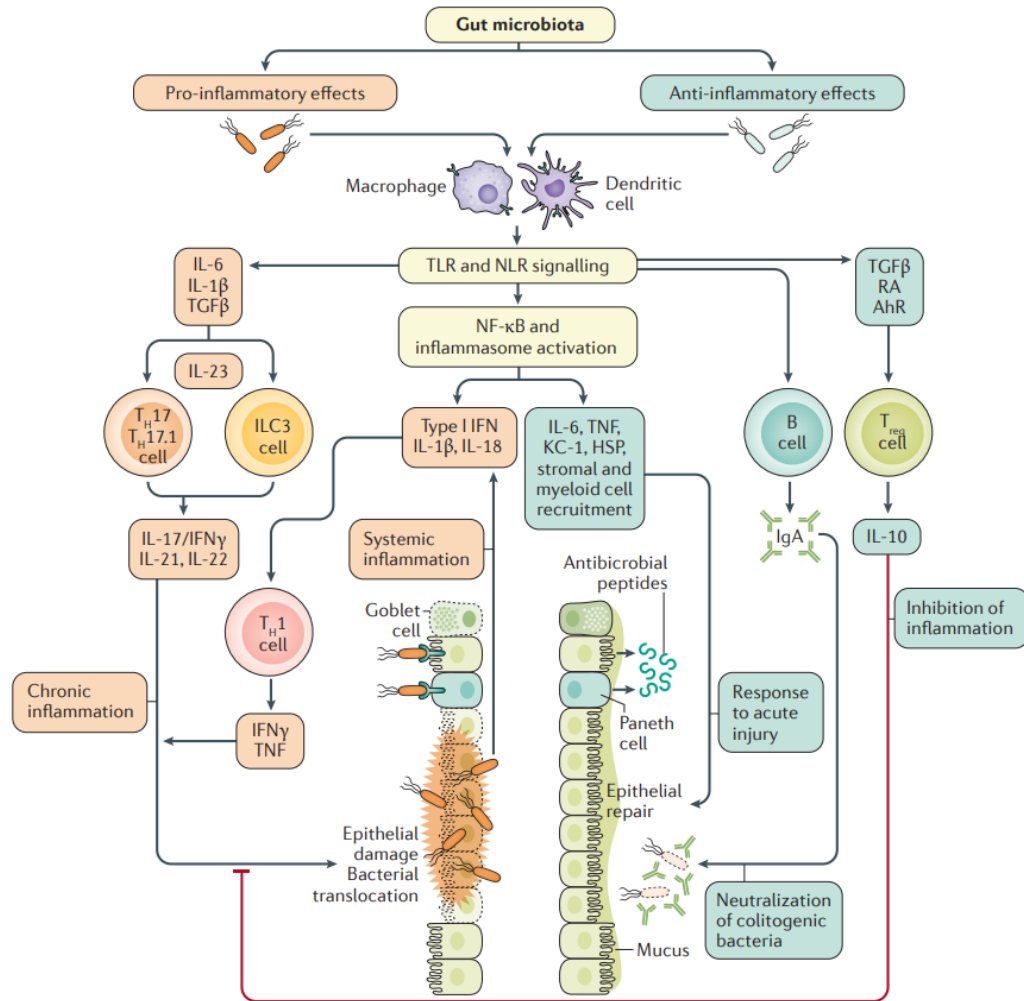 Gut microbiota
Pro-inflammatory effects
Anti-inflammatory effects
Macrophage
Dendritic
cell
IL-6
IL-1β
TGFβ
TLR and NLR signalling
TGFβ
RA
AhR
NF-κB and
inflammasome activation
IL-23
T_H17
T_H17.1
cell
ILC3
cell
Type I IFN
IL-1β, IL-18
IL-6, TNF,
KC-1, HSP,
stromal and
myeloid cell
recruitment
B
cell
T_reg
cell
IL-17/IFNγ
IL-21, IL-22
Systemic
inflammation
IgA
IL-10
Antibicrobial
peptides
Goblet
cell
T_H1
cell
Inhibition of
inflammation
Chronic
inflammation
IFNγ
TNF
Paneth
cell
Response
to acute
injury
Epithelial
repair
Epithelial
damage
Bacterial
translocation
Neutralization
of colitogenic
bacteria
Mucus